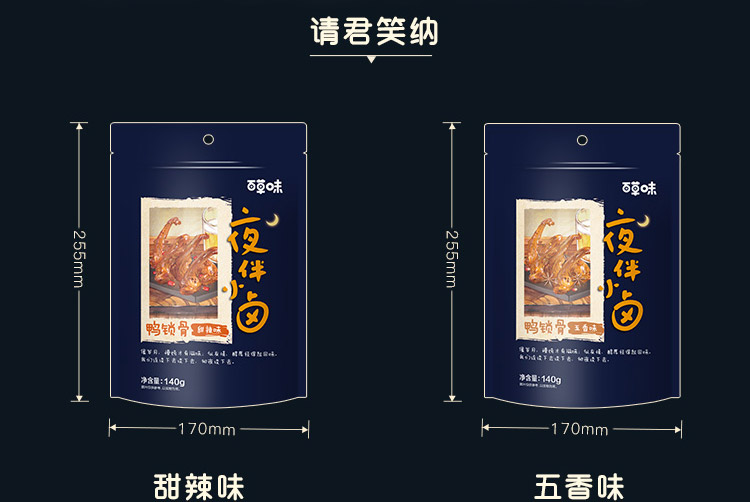 请君笑纳
255mm
百草味
夜伴小卤
鸭锁骨 甜辣味
净含量:140g
170mm
甜辣味
255mm
百草味
夜伴小卤
鸭锁骨 五香味
净含量:140g
170mm
五香味